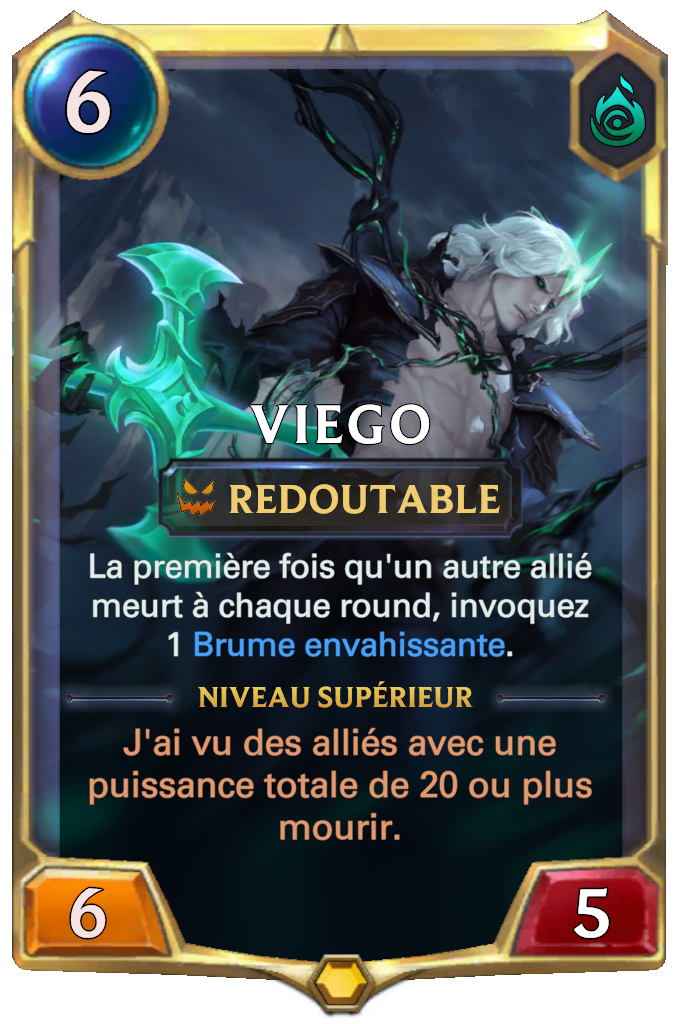 6
VIEGO
REDOUTABLE
La première fois qu'un autre allié
meurt à chaque round, invoquez
1 Brume envahissante.
NIVEAU SUPÉRIEUR
J'ai vu des alliés avec une
puissance totale de 20 ou plus
mourir.
6
5